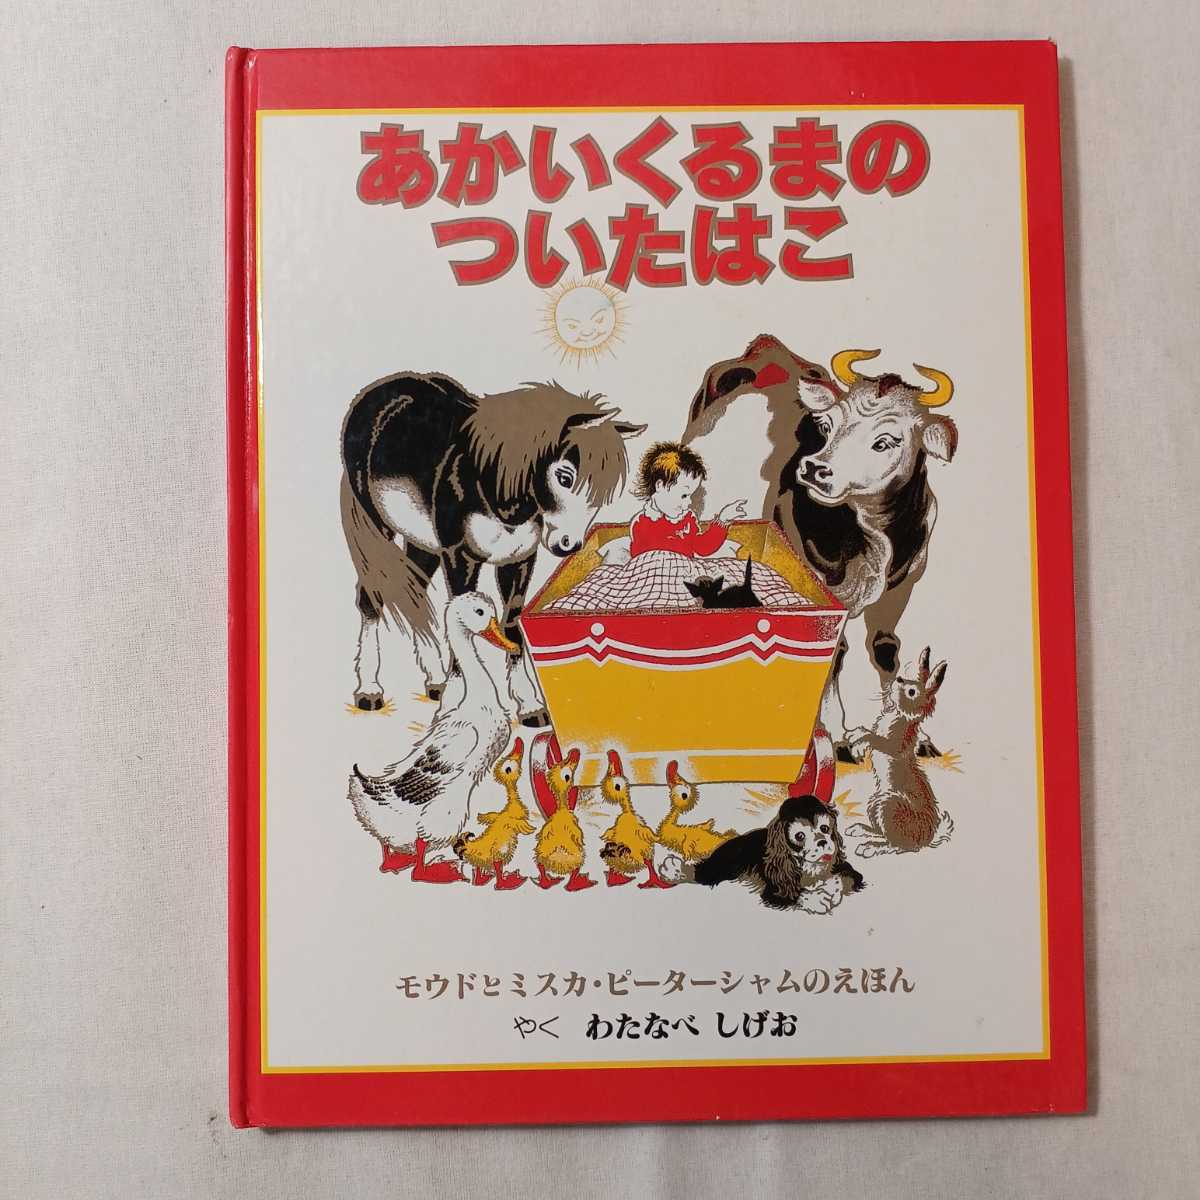 あかいくるまの
ついたはこ
モウドとミスカ・ピーターシャムのえほん
やく わたなべ しげお